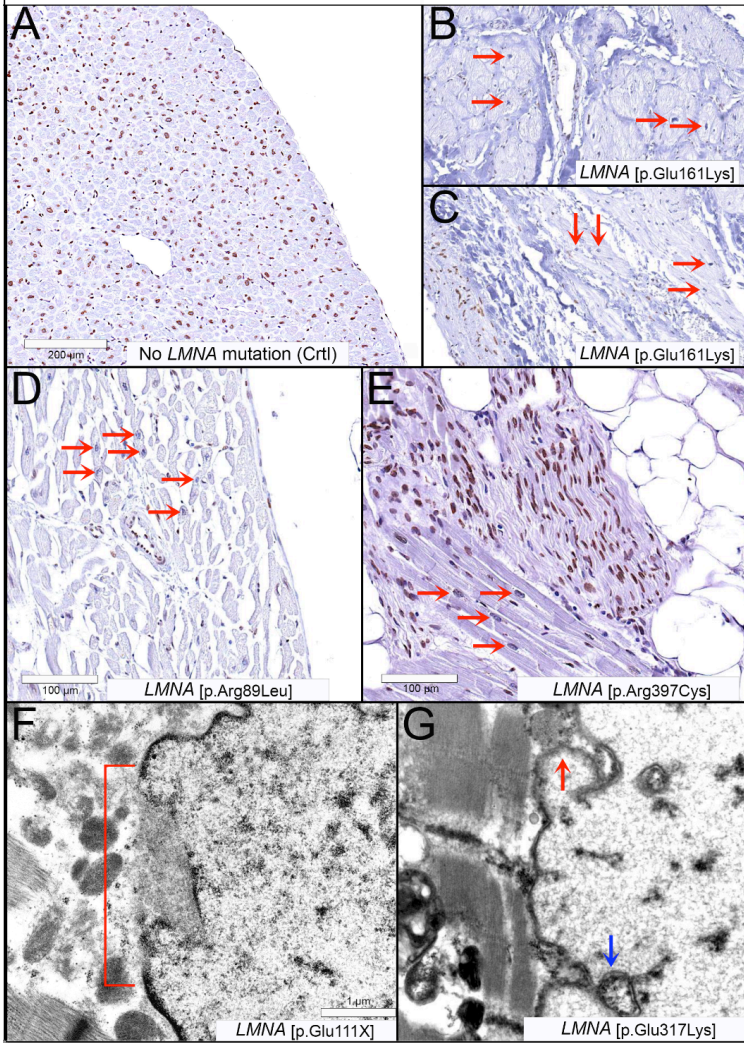 A
200 µm
No LMNA mutation (Crtl)
B
LMNA [p.Glu161Lys]
C
LMNA [p.Glu161Lys]
D
100 µm
LMNA [p.Arg89Leu]
E
100 µm
LMNA [p.Arg397Cys]
F
1 µm
LMNA [p.Glu111X]
G
LMNA [p.Glu317Lys]